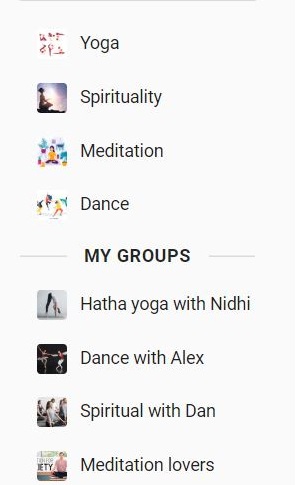 Yoga
Spirituality
Meditation
Dance
MY GROUPS
Hatha yoga with Nidhi
Dance with Alex
Spiritual with Dan
Meditation lovers